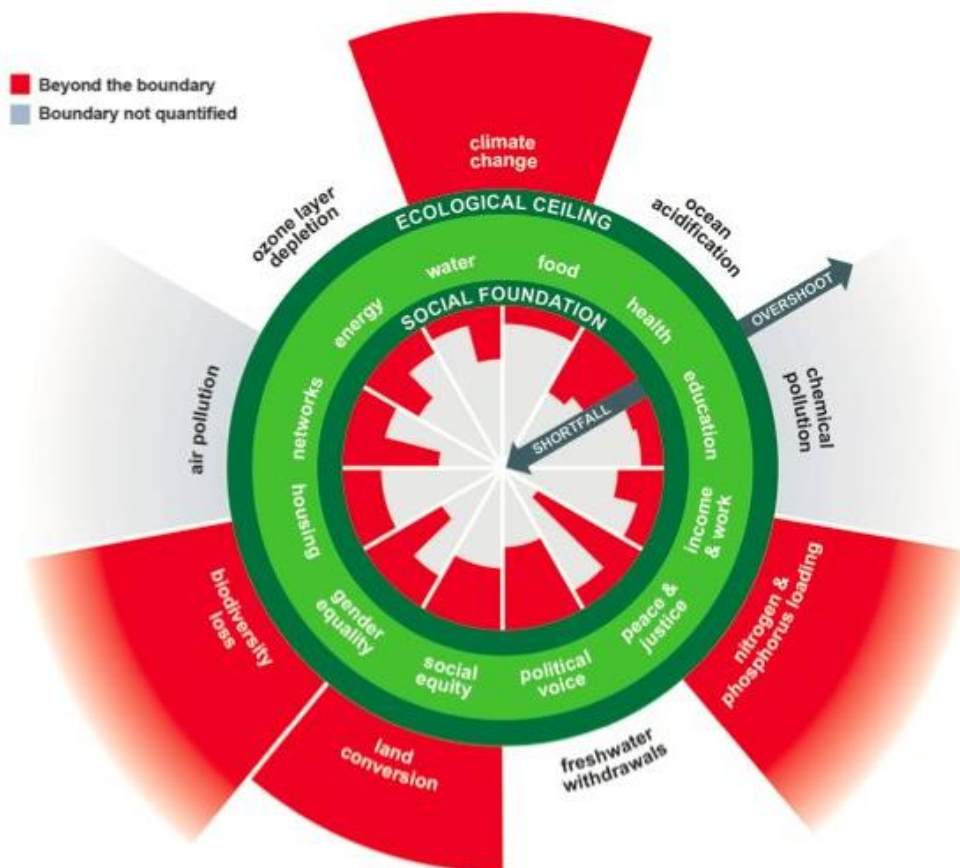 Beyond the boundary
Boundary not quantified
climate
change
ozone layer
depletion
ocean
acidification
ECOLOGICAL CEILING
water
food
energy
health
SOCIAL FOUNDATION
OVERSHOOT
networks
education
SHORTFALL
air pollution
chemical
pollution
housing
income
& work
biodiversity
loss
gender
equality
peace &
justice
nitrogen &
phosphorus loading
social
equity
political
voice
land
conversion
freshwater
withdrawals